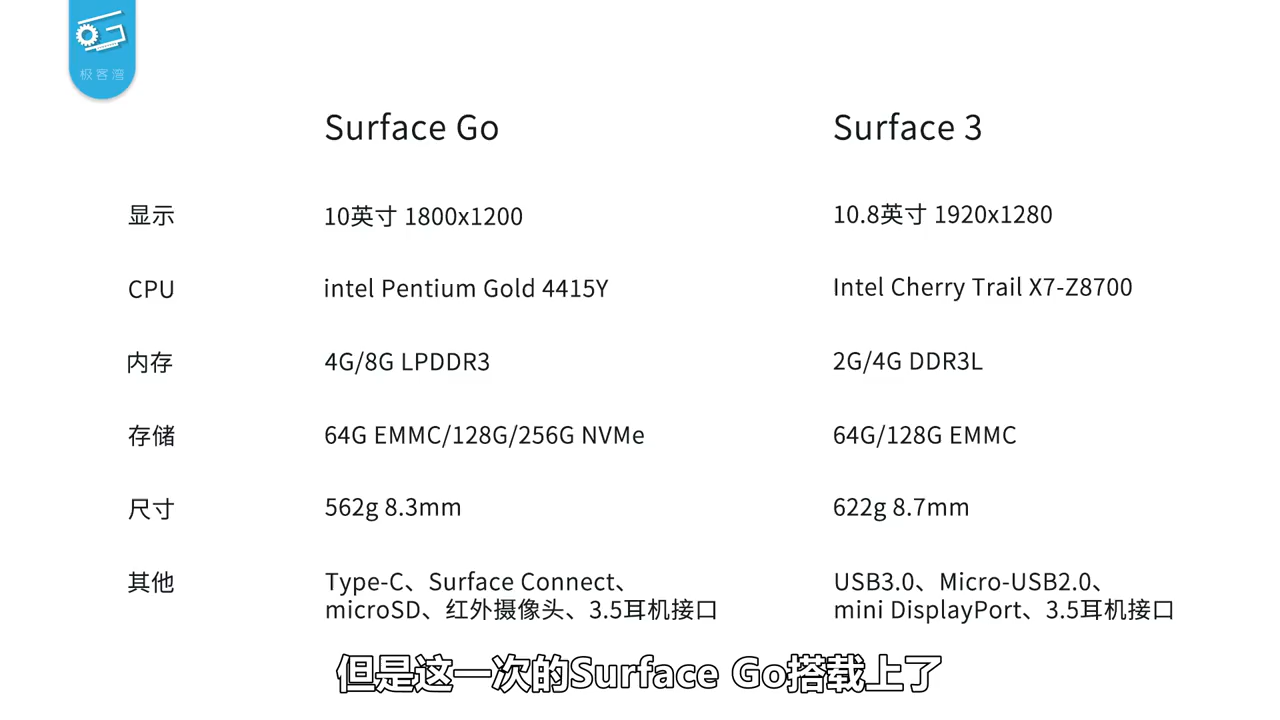 极客湾
Surface Go
Surface 3
显示
10英寸 1800x1200
10.8英寸 1920x1280
CPU
intel Pentium Gold 4415Y
Intel Cherry Trail X7-Z8700
内存
4G/8G LPDDR3
2G/4G DDR3L
存储
64G EMMC/128G/256G NVMe
64G/128G EMMC
尺寸
562g 8.3mm
622g 8.7mm
其他
Type-C、Surface Connect、
microSD、红外摄像头、3.5耳机接口
USB3.0、Micro-USB2.0、
mini DisplayPort、3.5耳机接口
但是这一次的Surface Go搭载上了